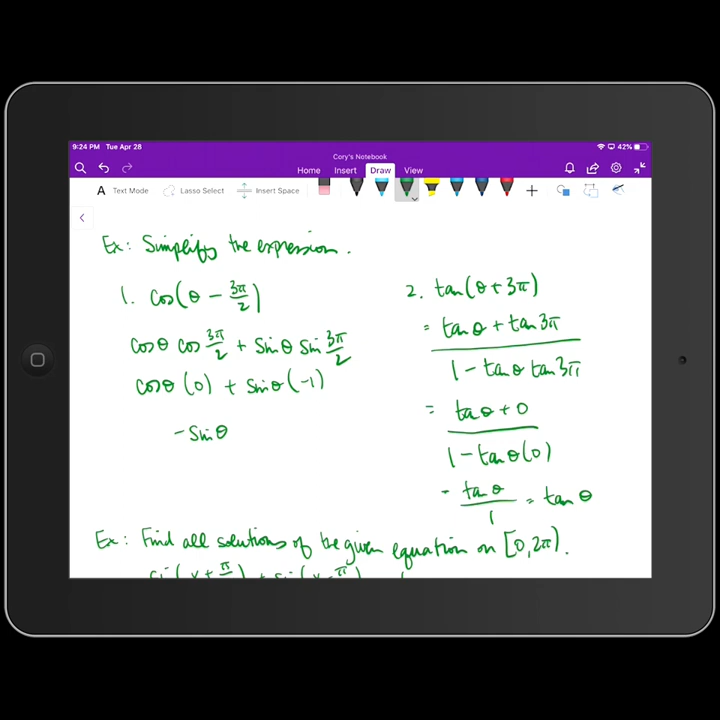 9:24 PM Tue Apr 28
42%
Cory's Notebook
Home Insert Draw View
A Text Mode Lasso Select Insert Space
Ex: Simplify the expression.
1. cos(θ - 3π/2)
cosθ cos 3π/2 + sinθ sin 3π/2
cosθ (0) + sinθ (-1)
- sinθ
2. tan(θ + 3π)
= tanθ + tan3π
1 - tanθ tan3π
= tanθ + 0
1 - tanθ(0)
= tanθ/1 = tanθ
Ex: Find all solutions of the given equation on [0,2π).